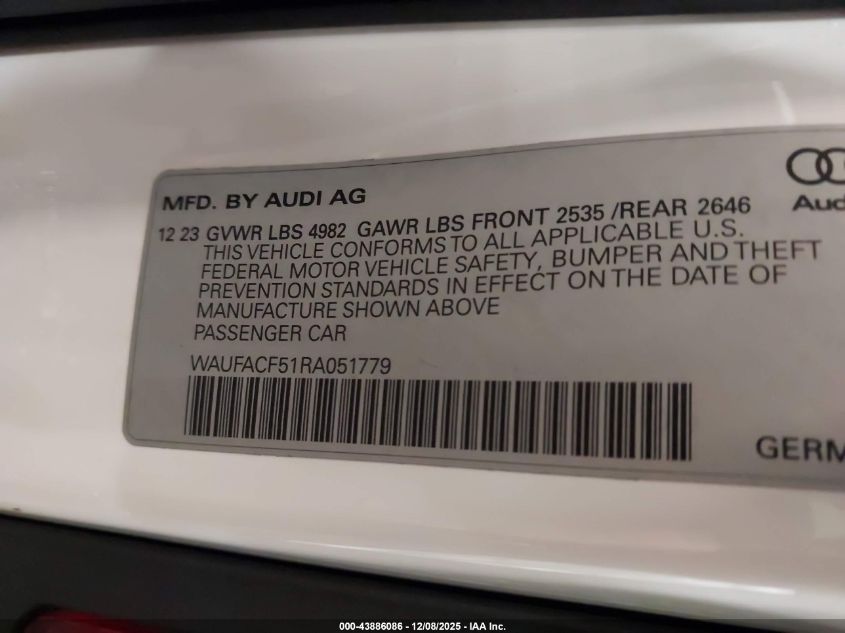 MFD. BY AUDI AG
12 23 GVWR LBS 4982 GAWR LBS FRONT 2535 /REAR 2646
THIS VEHICLE CONFORMS TO ALL APPLICABLE U.S.
FEDERAL MOTOR VEHICLE SAFETY, BUMPER AND THEFT
PREVENTION STANDARDS IN EFFECT ON THE DATE OF
MANUFACTURE SHOWN ABOVE
PASSENGER CAR
WAUFACF51RA051779
Aud
GERM
000-43886086 - 12/08/2025 - IAA Inc.